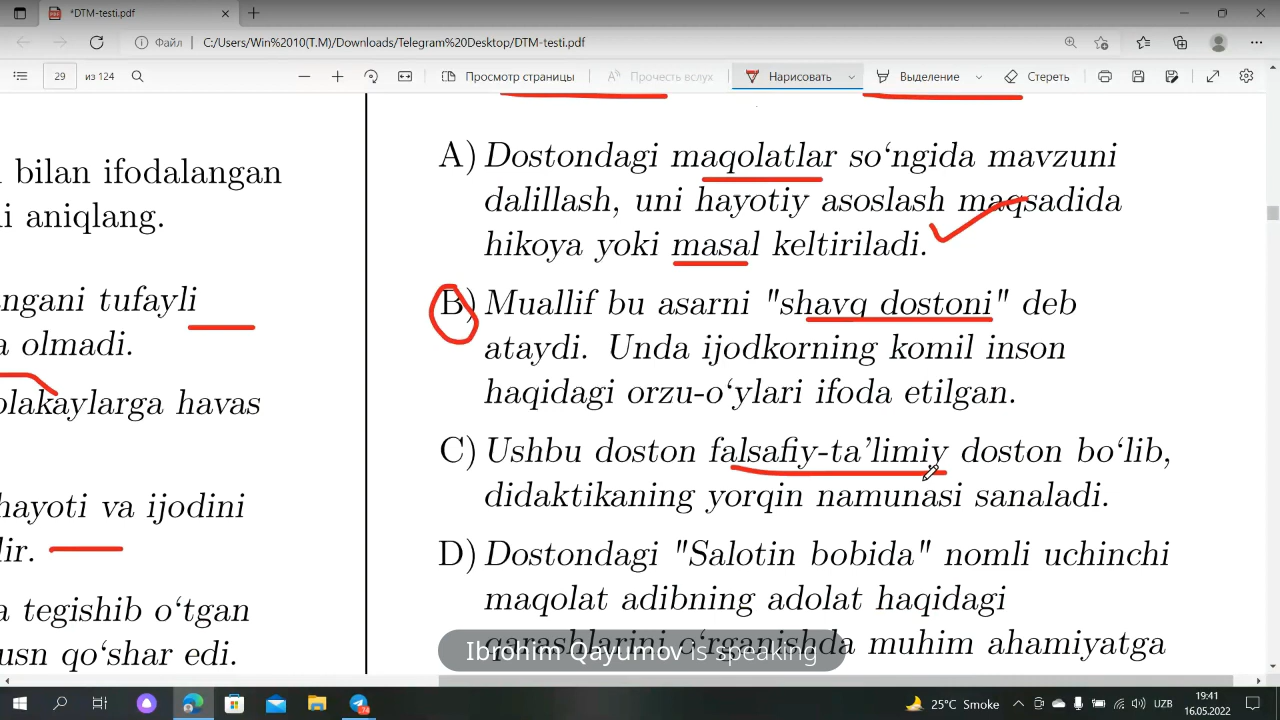 *DTM-testi.pdf
Файл
C:/Users/Win%2010(T.M)/Downloads/Telegram%20Desktop/DTM-testi.pdf
29 из 124
Просмотр страницы
Прочесть вслух
Нарисовать
Выделение
Стереть
bilan ifodalangan
aniqlang.
ngani tufayli
olmadi.
olakaylarga havas
hayoti va ijodini
dir.
tegishib o‘tgan
usn qo‘shar edi.
A) Dostondagi maqolatlar so‘ngida mavzuni
dalillash, uni hayotiy asoslash maqsadida
hikoya yoki masal keltiriladi.
B) Muallif bu asarni "shavq dostoni" deb
ataydi. Unda ijodkorning komil inson
haqidagi orzu-o‘ylari ifoda etilgan.
C) Ushbu doston falsafiy-ta’limiy doston bo‘lib,
didaktikaning yorqin namunasi sanaladi.
D) Dostondagi "Salotin bobida" nomli uchinchi
maqolat adibning adolat haqidagi
qarashlarini o‘rganishda muhim ahamiyatga
Ibrohim Qayumov is speaking
25°C Smoke
УZB
19:41
16.05.2022